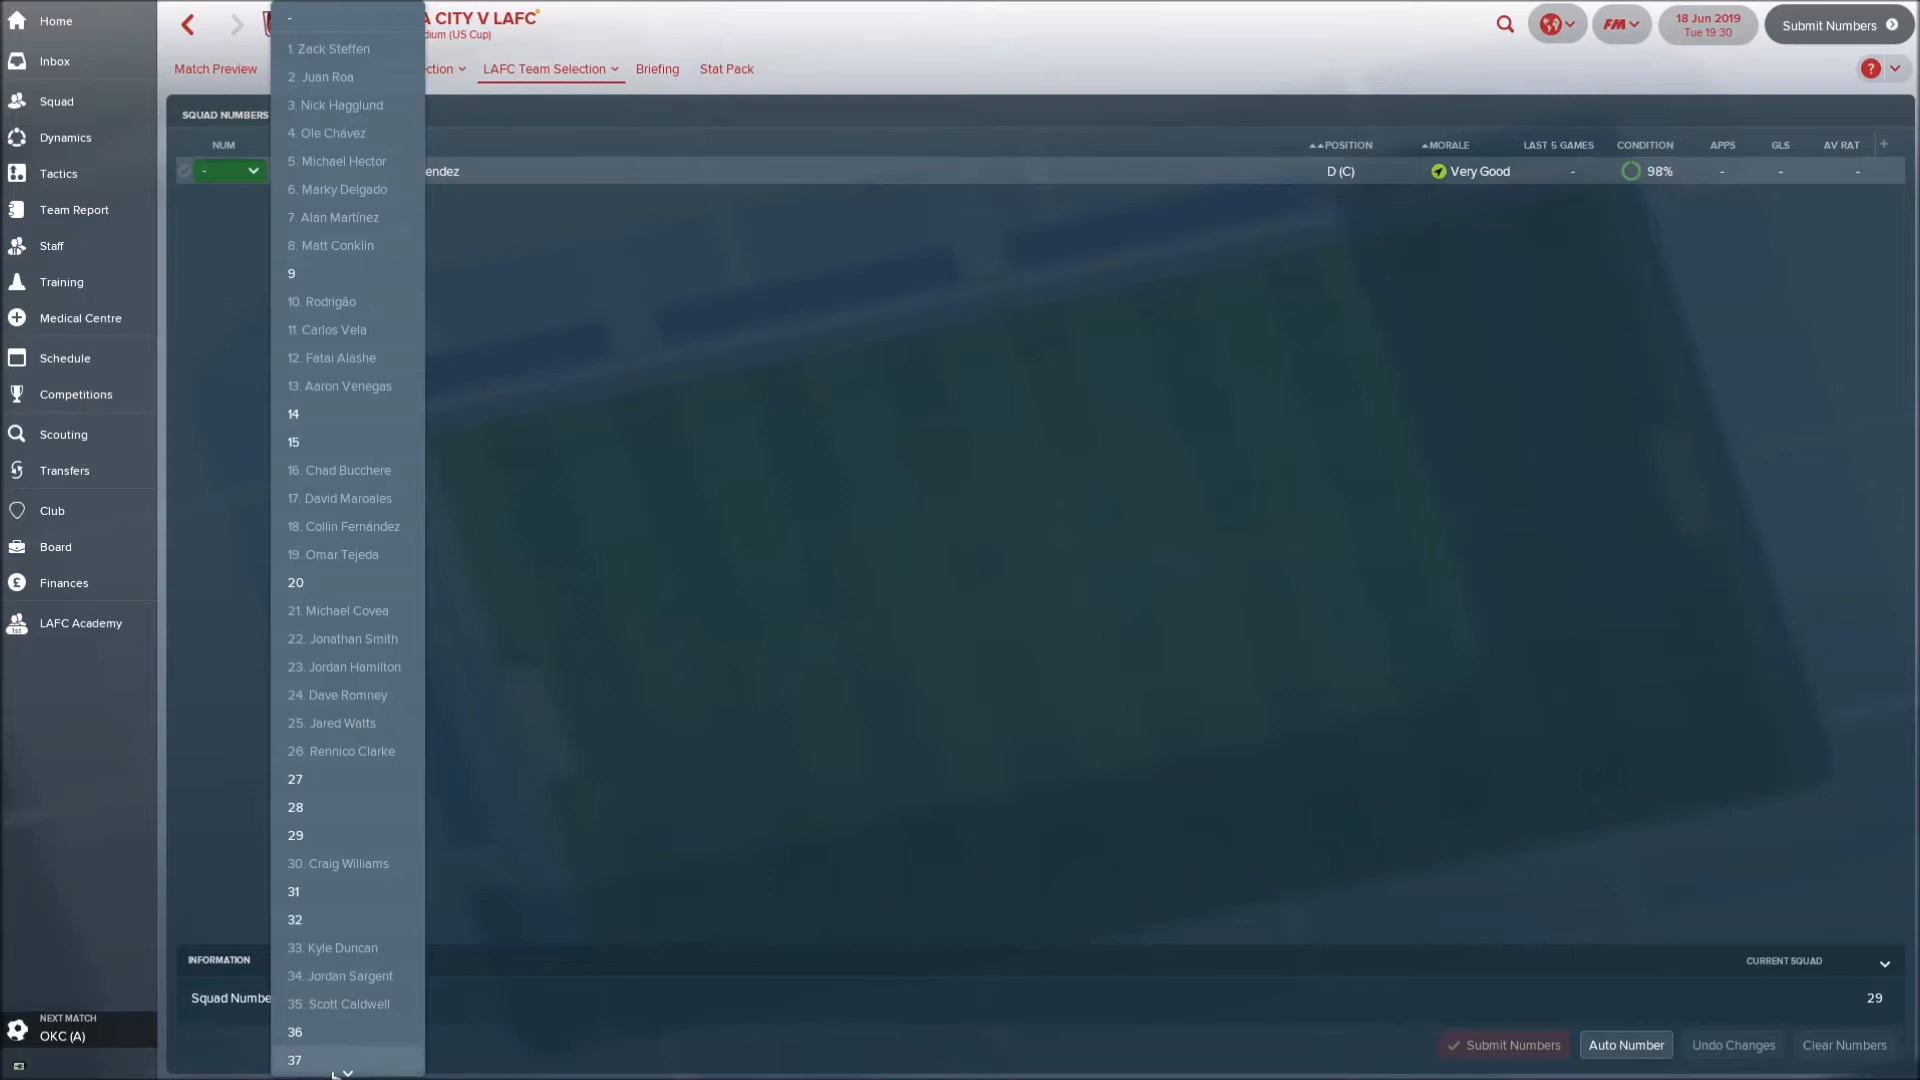 Home
Inbox
Squad
Dynamics
Tactics
Team Report
Staff
Training
Medical Centre
Schedule
Competitions
Scouting
Transfers
Club
Board
Finances
LAFC Academy
1st
NEXT MATCH
OKC (A)
A CITY V LAFC
dium (US Cup)
FM
18 Jun 2019
Tue 19:30
Submit Numbers
Match Preview
ection
LAFC Team Selection
Briefing
Stat Pack
?
SQUAD NUMBERS
NUM
POSITION
MORALE
LAST 5 GAMES
CONDITION
APPS
GLS
AV RAT
+
-
endez
D (C)
Very Good
-
98%
-
-
-
-
1. Zack Steffen
2. Juan Roa
3. Nick Hagglund
4. Ole Chávez
5. Michael Hector
6. Marky Delgado
7. Alan Martínez
8. Matt Conklin
9
10. Rodrigão
11. Carlos Vela
12. Fatai Alashe
13. Aaron Venegas
14
15
16. Chad Bucchere
17. David Maroales
18. Collin Fernández
19. Omar Tejeda
20
21. Michael Covea
22. Jonathan Smith
23. Jordan Hamilton
24. Dave Romney
25. Jared Watts
26. Rennico Clarke
27
28
29
30. Craig Williams
31
32
33. Kyle Duncan
34. Jordan Sargent
35. Scott Caldwell
36
37
INFORMATION
CURRENT SQUAD
Squad Numbe
29
Submit Numbers
Auto Number
Undo Changes
Clear Numbers